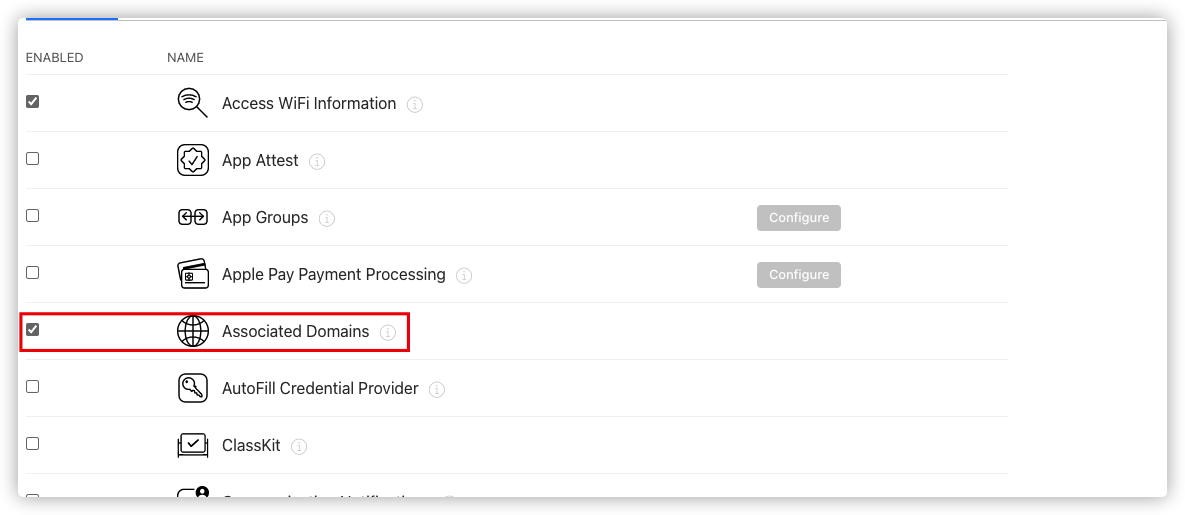 ENABLED NAME
Access WiFi Information
App Attest
App Groups Configure
Apple Pay Payment Processing Configure
Associated Domains
AutoFill Credential Provider
ClassKit